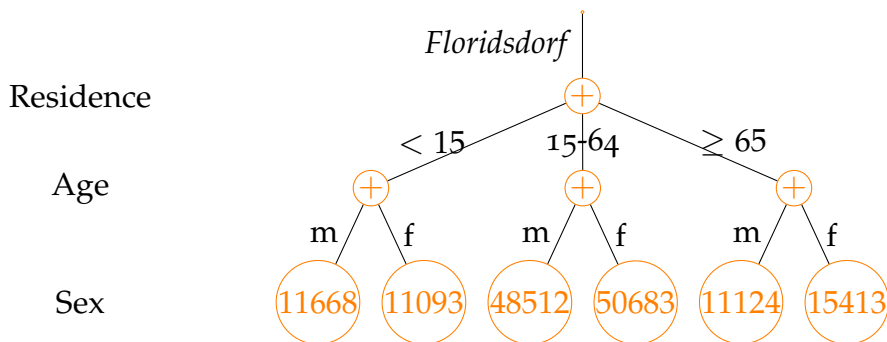 Floridsdorf
Residence
+
< 15 15-64 ≥ 65
Age + + +
m f m f m f
Sex 11668 11093 48512 50683 11124 15413